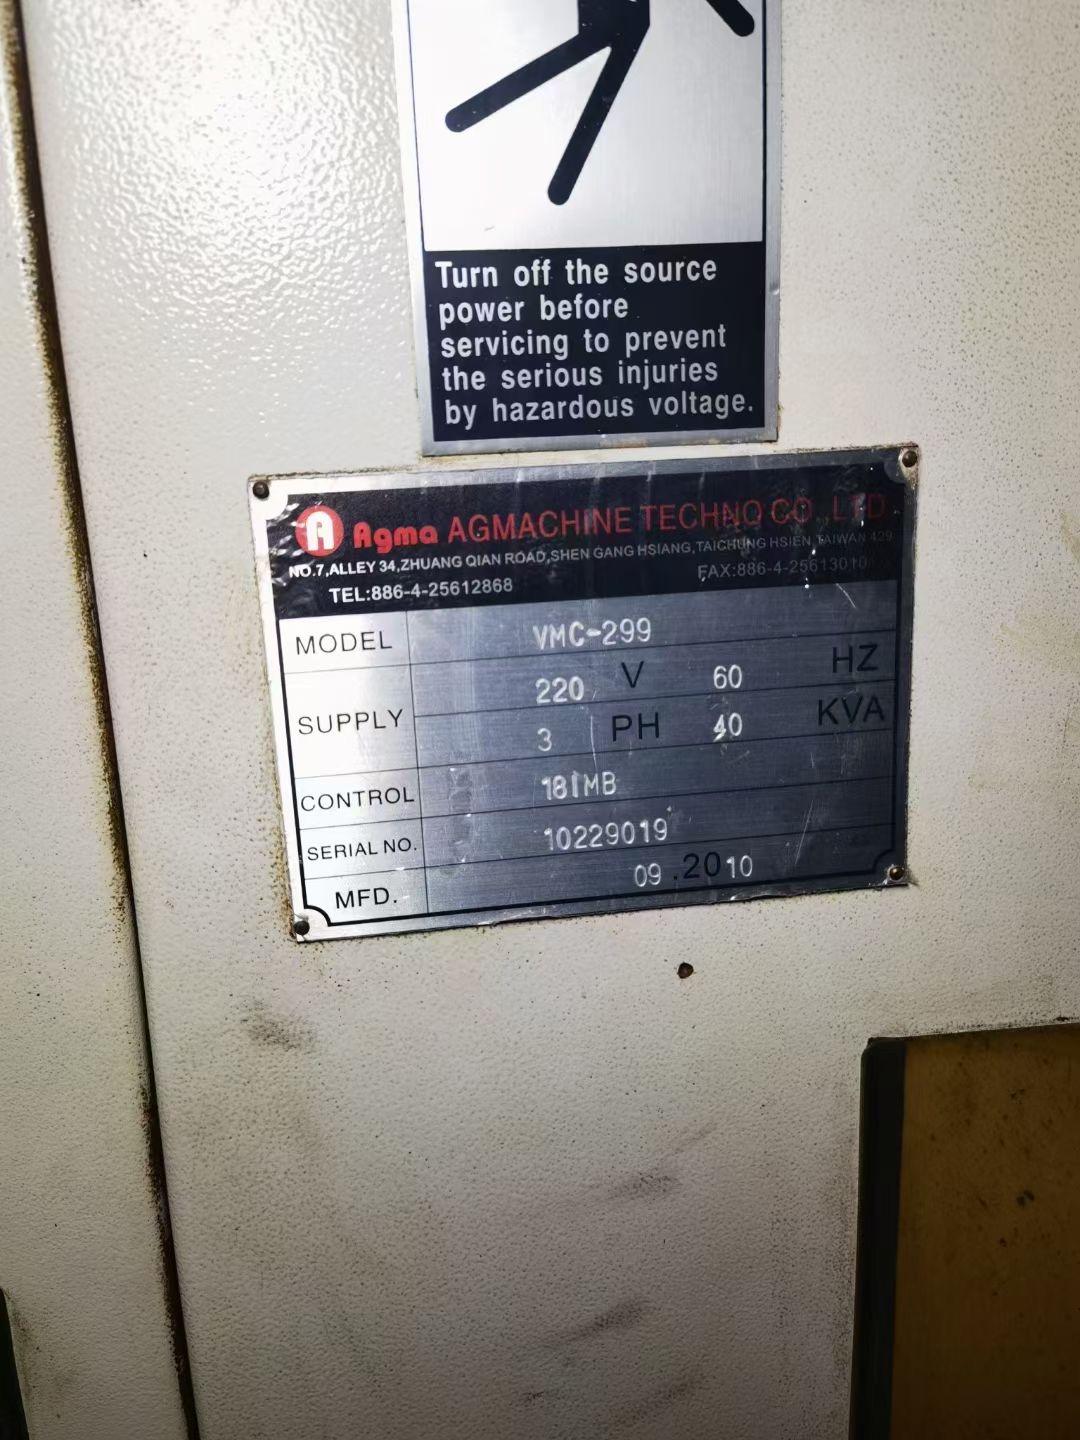 Turn off the source
power before
servicing to prevent
the serious injuries
by hazardous voltage.
Agma AGMACHINE TECHNO CO.,LTD
NO.7,ALLEY 34,ZHUANG QIAN ROAD,SHEN GANG HSIANG,TAICHUNG HSIEN,TAIWAN 429
TEL:886-4-25612868 FAX:886-4-25613010
MODEL VMC-299
SUPPLY 220 V 60 HZ
3 PH 40 KVA
CONTROL 18iMB
SERIAL NO. 10229019
MFD. 09 .2010